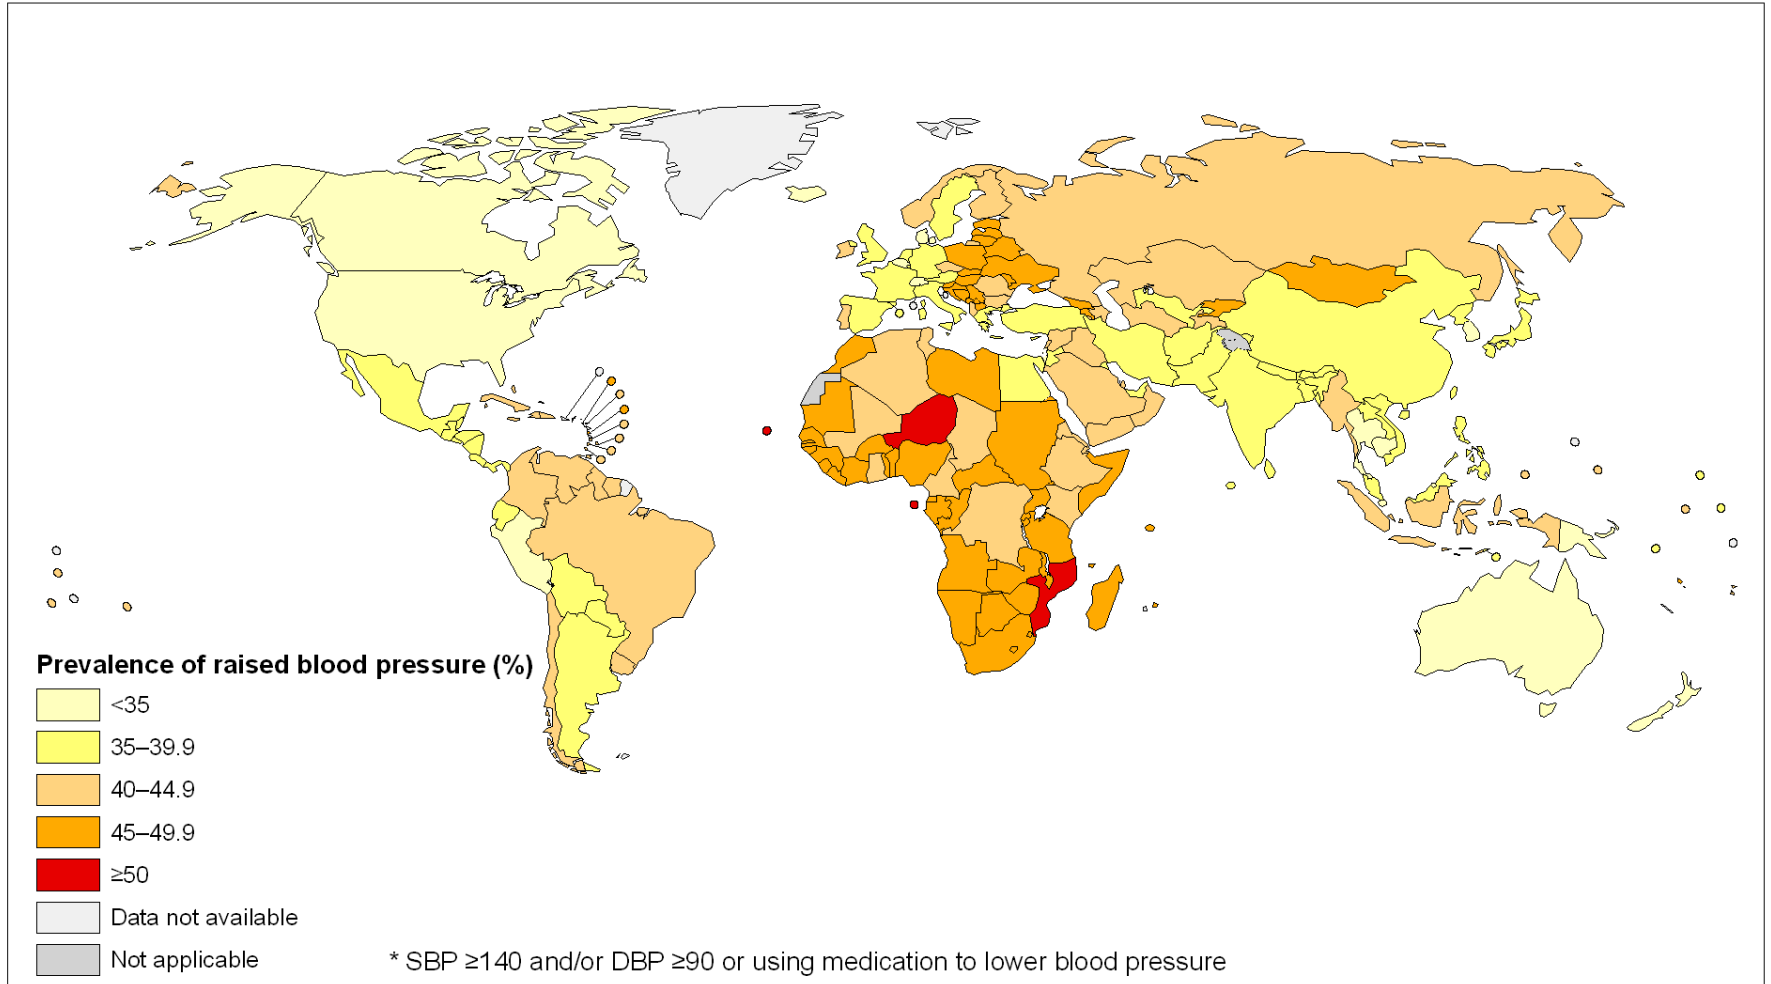 Prevalence of raised blood pressure (%)
<35
35–39.9
40–44.9
45–49.9
≥50
Data not available
Not applicable
* SBP ≥140 and/or DBP ≥90 or using medication to lower blood pressure